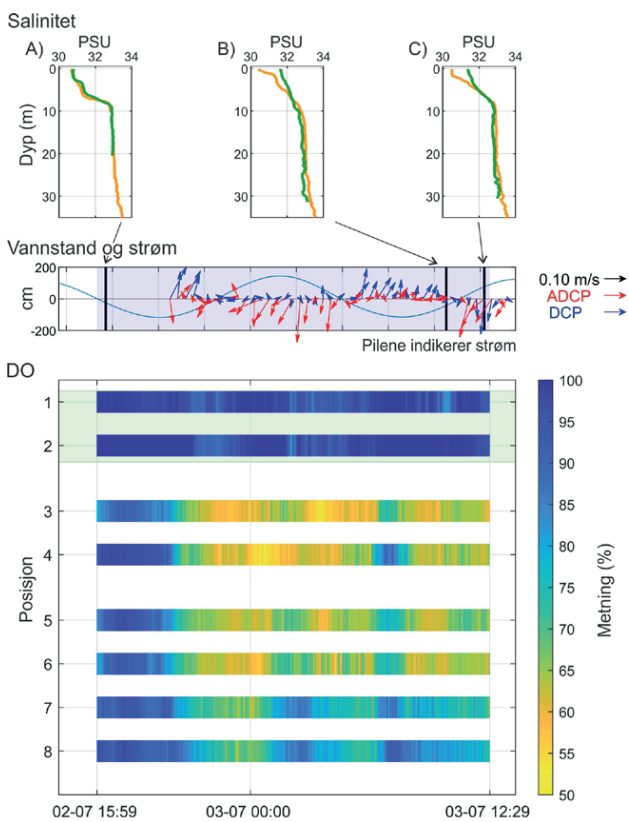 Salinitet
A) PSU
30 32 34
B) PSU
30 32 34
C) PSU
30 32 34
Dyp (m)
0
10
20
30
0
10
20
30
0
10
20
30
Vannstand og strøm
200
0
-200
cm
0.10 m/s
ADCP
DCP
Pilene indikerer strøm
DO
Posisjon
1
2
3
4
5
6
7
8
02-07 15:59 03-07 00:00 03-07 12:29
100
95
90
85
80
75
70
65
60
55
50
Metning (%)